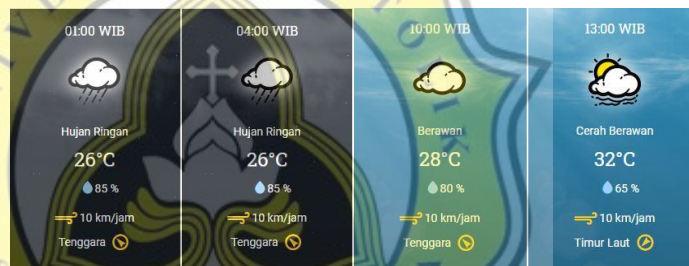 01:00 WIB
Hujan Ringan
26°C
85 %
10 km/jam
Tenggara
04:00 WIB
Hujan Ringan
26°C
85 %
10 km/jam
Tenggara
10:00 WIB
Berawan
28°C
80 %
10 km/jam
Tenggara
13:00 WIB
Cerah Berawan
32°C
65 %
10 km/jam
Timur Laut